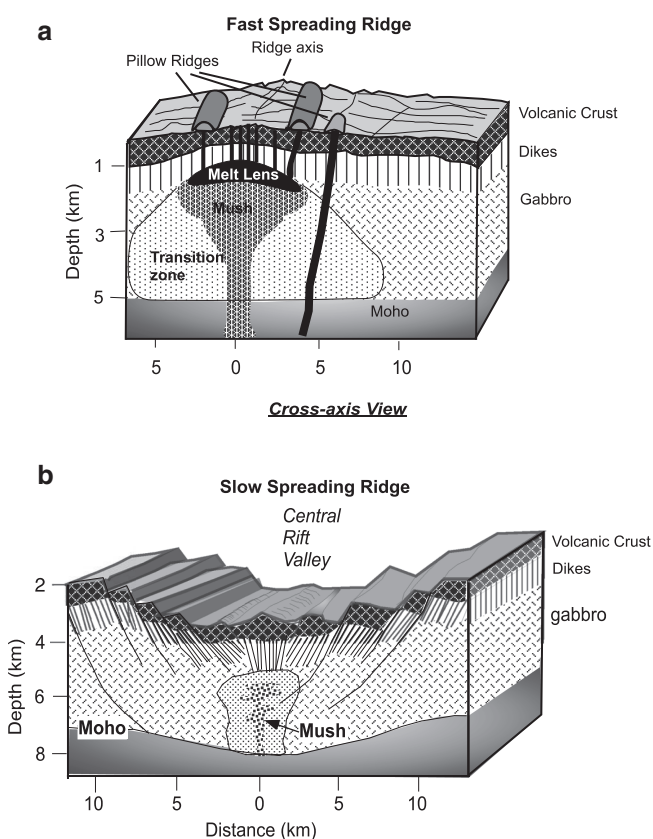 a
Fast Spreading Ridge
Ridge axis
Pillow Ridges
Volcanic Crust
Dikes
Gabbro
Melt Lens
Mush
Transition
zone
Moho
Depth (km)
1
3
5
5 0 5 10
Cross-axis View
b
Slow Spreading Ridge
Central
Rift
Valley
Volcanic Crust
Dikes
gabbro
Moho
Mush
Depth (km)
2
4
6
8
10 5 0 5 10
Distance (km)